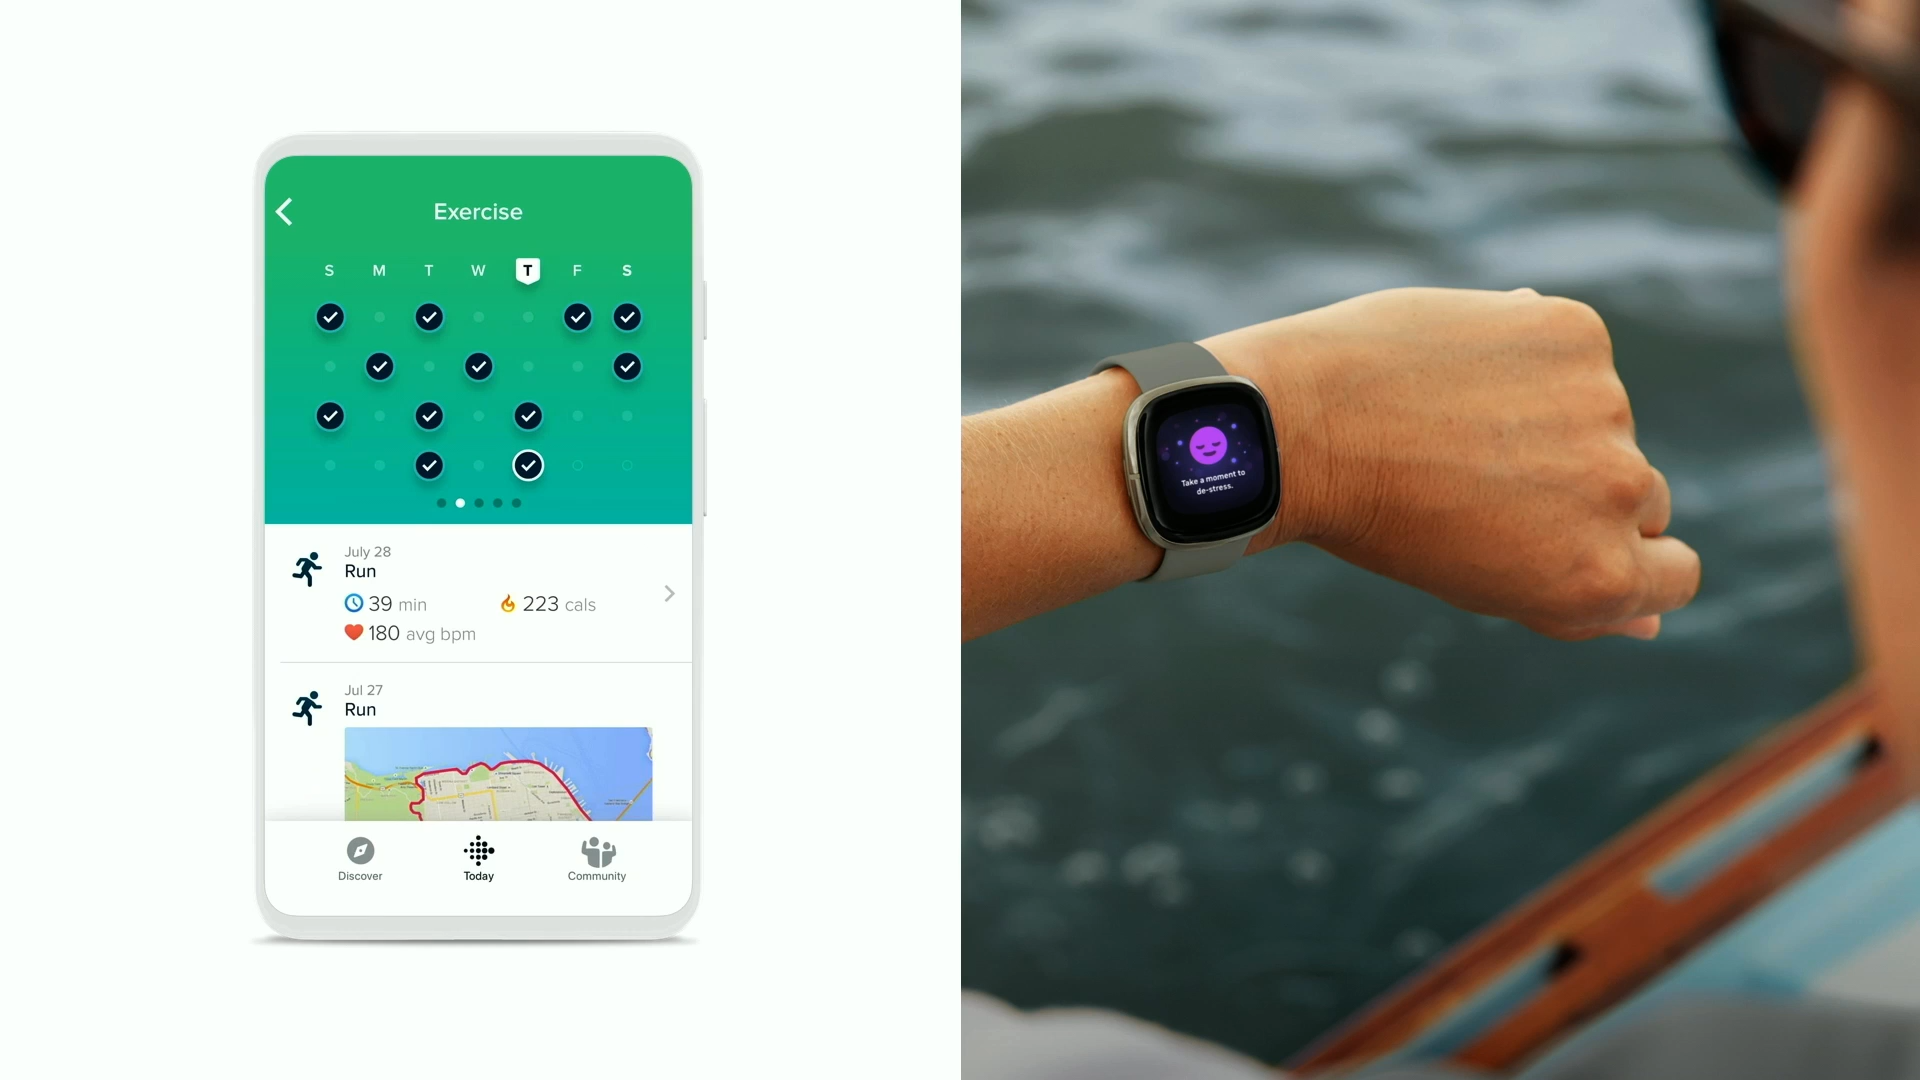 Exercise
S M T W T F S
July 28
Run
39 min 223 cals
180 avg bpm
Jul 27
Run
Discover Today Community
Take a moment to
de-stress.